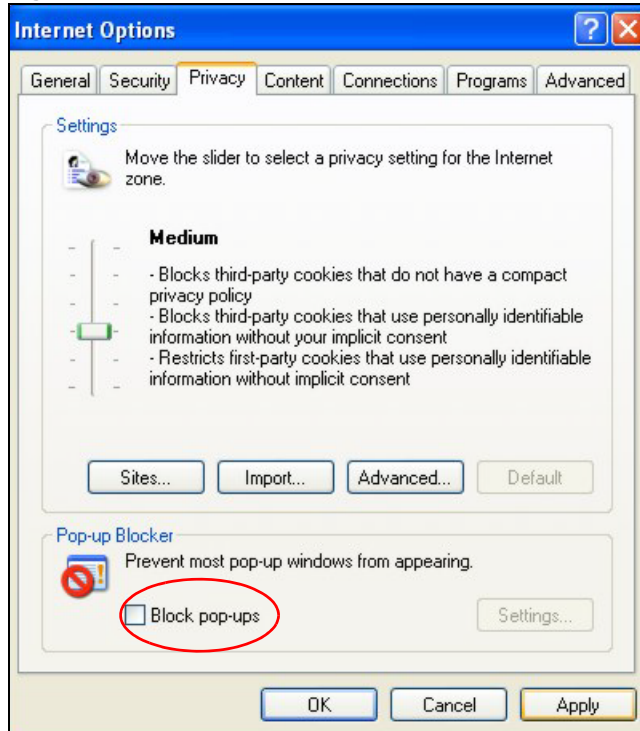 Internet Options
General Security Privacy Content Connections Programs Advanced
Settings
Move the slider to select a privacy setting for the Internet
zone.
Medium
- Blocks third-party cookies that do not have a compact
privacy policy
- Blocks third-party cookies that use personally identifiable
information without your implicit consent
- Restricts first-party cookies that use personally identifiable
information without implicit consent
Sites... Import... Advanced... Default
Pop-up Blocker
Prevent most pop-up windows from appearing.
Block pop-ups Settings...
OK Cancel Apply